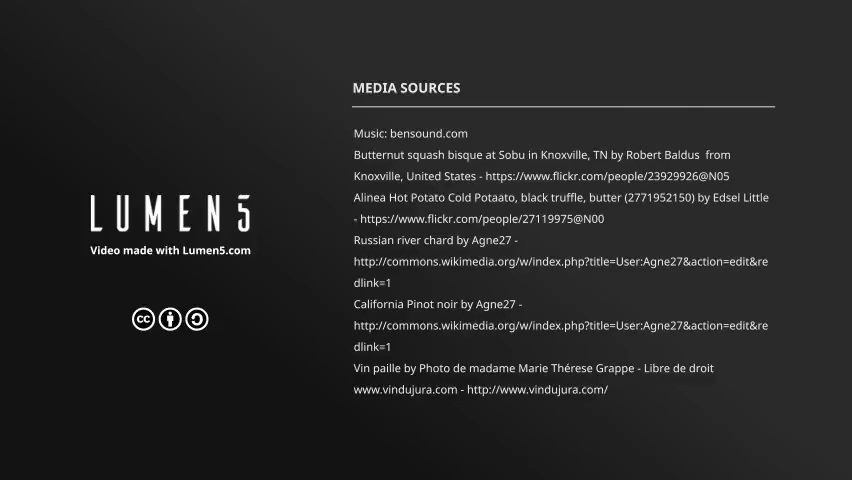 MEDIA SOURCES
Music: bensound.com
Butternut squash bisque at Sobu in Knoxville, TN by Robert Baldus  from
Knoxville, United States - https://www.flickr.com/people/23929926@N05
Alinea Hot Potato Cold Potaato, black truffle, butter (2771952150) by Edsel Little
- https://www.flickr.com/people/27119975@N00
Russian river chard by Agne27 -
http://commons.wikimedia.org/w/index.php?title=User:Agne27&action=edit&re
dlink=1
California Pinot noir by Agne27 -
http://commons.wikimedia.org/w/index.php?title=User:Agne27&action=edit&re
dlink=1
Vin paille by Photo de madame Marie Thérese Grappe - Libre de droit
www.vindujura.com - http://www.vindujura.com/
LUMEN5
Video made with Lumen5.com
cc